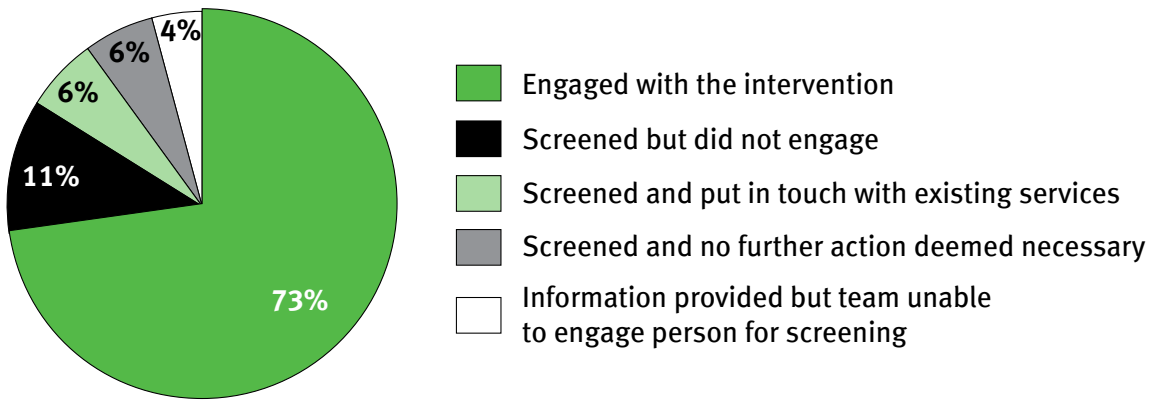 4%
6%
6%
11%
73%
Engaged with the intervention
Screened but did not engage
Screened and put in touch with existing services
Screened and no further action deemed necessary
Information provided but team unable
to engage person for screening